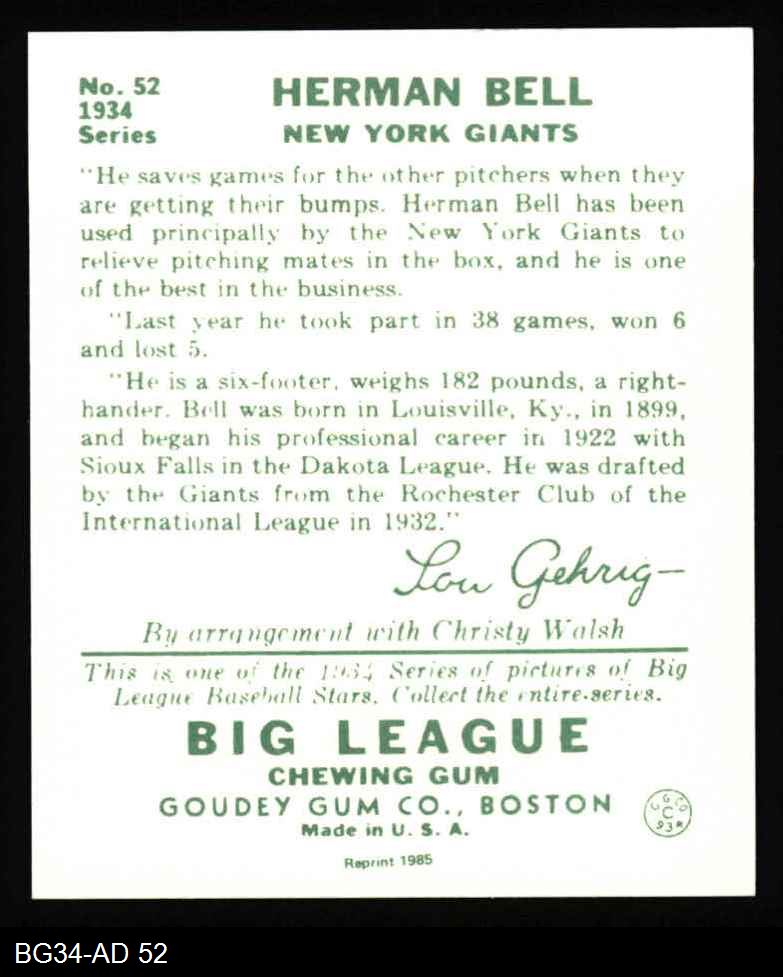 No. 52
1934
Series
HERMAN BELL
NEW YORK GIANTS
"He saves games for the other pitchers when they
are getting their bumps. Herman Bell has been
used principally by the New York Giants to
relieve pitching mates in the box, and he is one
of the best in the business.
"Last year he took part in 38 games, won 6
and lost 5.
"He is a six-footer, weighs 182 pounds, a right-
hander. Bell was born in Louisville, Ky., in 1899,
and began his professional career in 1922 with
Sioux Falls in the Dakota League. He was drafted
by the Giants from the Rochester Club of the
International League in 1932."
Lou Gehrig—
By arrangement with Christy Walsh
This is one of the 1934 Series of pictures of Big
League Baseball Stars. Collect the entire series.
BIG LEAGUE
CHEWING GUM
GOUDEY GUM CO., BOSTON
Made in U. S. A.
Reprint 1985
BG34-AD 52